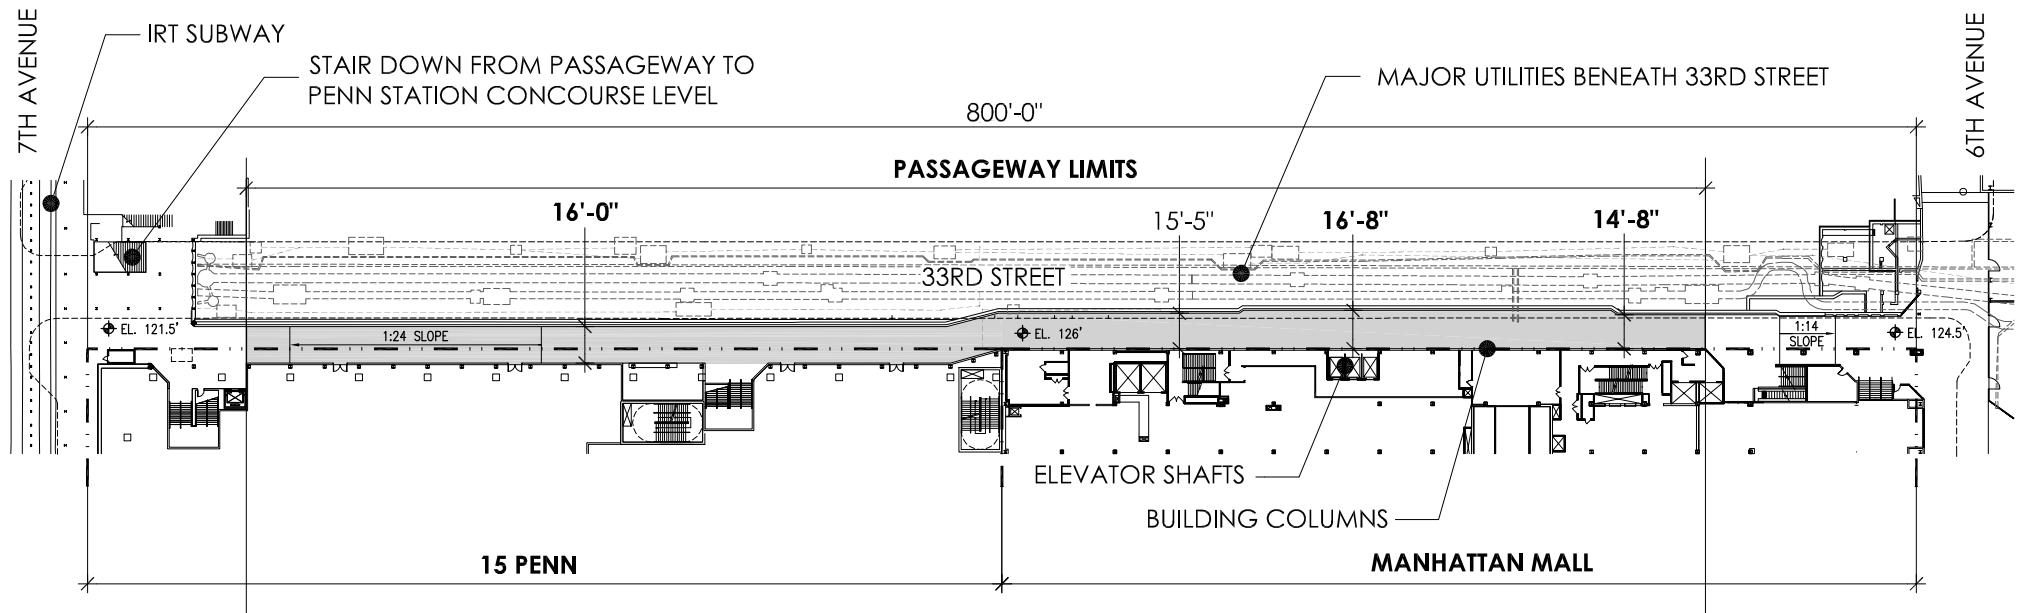 7TH AVENUE
IRT SUBWAY
STAIR DOWN FROM PASSAGEWAY TO
PENN STATION CONCOURSE LEVEL
MAJOR UTILITIES BENEATH 33RD STREET
6TH AVENUE
800'-0"
PASSAGEWAY LIMITS
16'-0"
15'-5"
16'-8"
14'-8"
33RD STREET
EL. 121.5'
1:24 SLOPE
EL. 126'
1:14
SLOPE
EL. 124.5'
ELEVATOR SHAFTS
BUILDING COLUMNS
15 PENN
MANHATTAN MALL